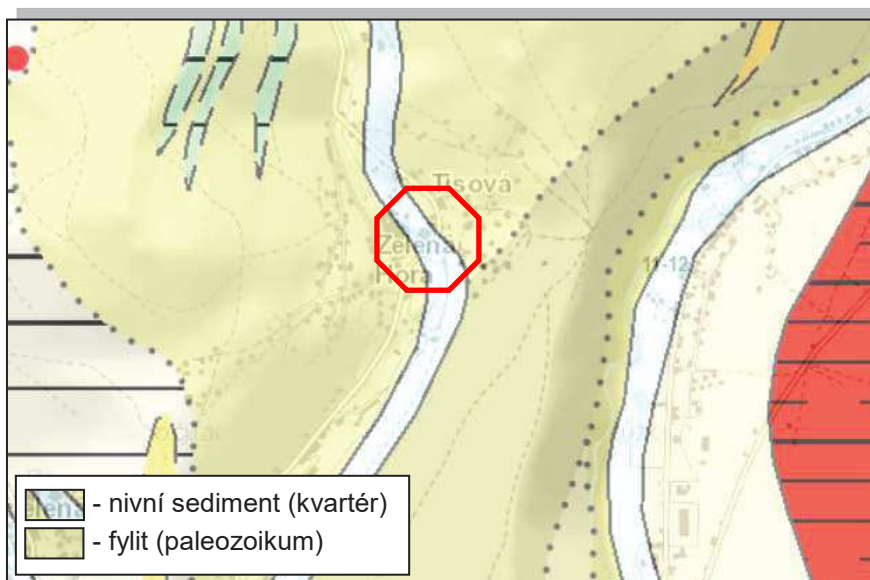 Tisová
Zelená
Hora
11-12
- nivní sediment (kvartér)
- fylit (paleozoikum)